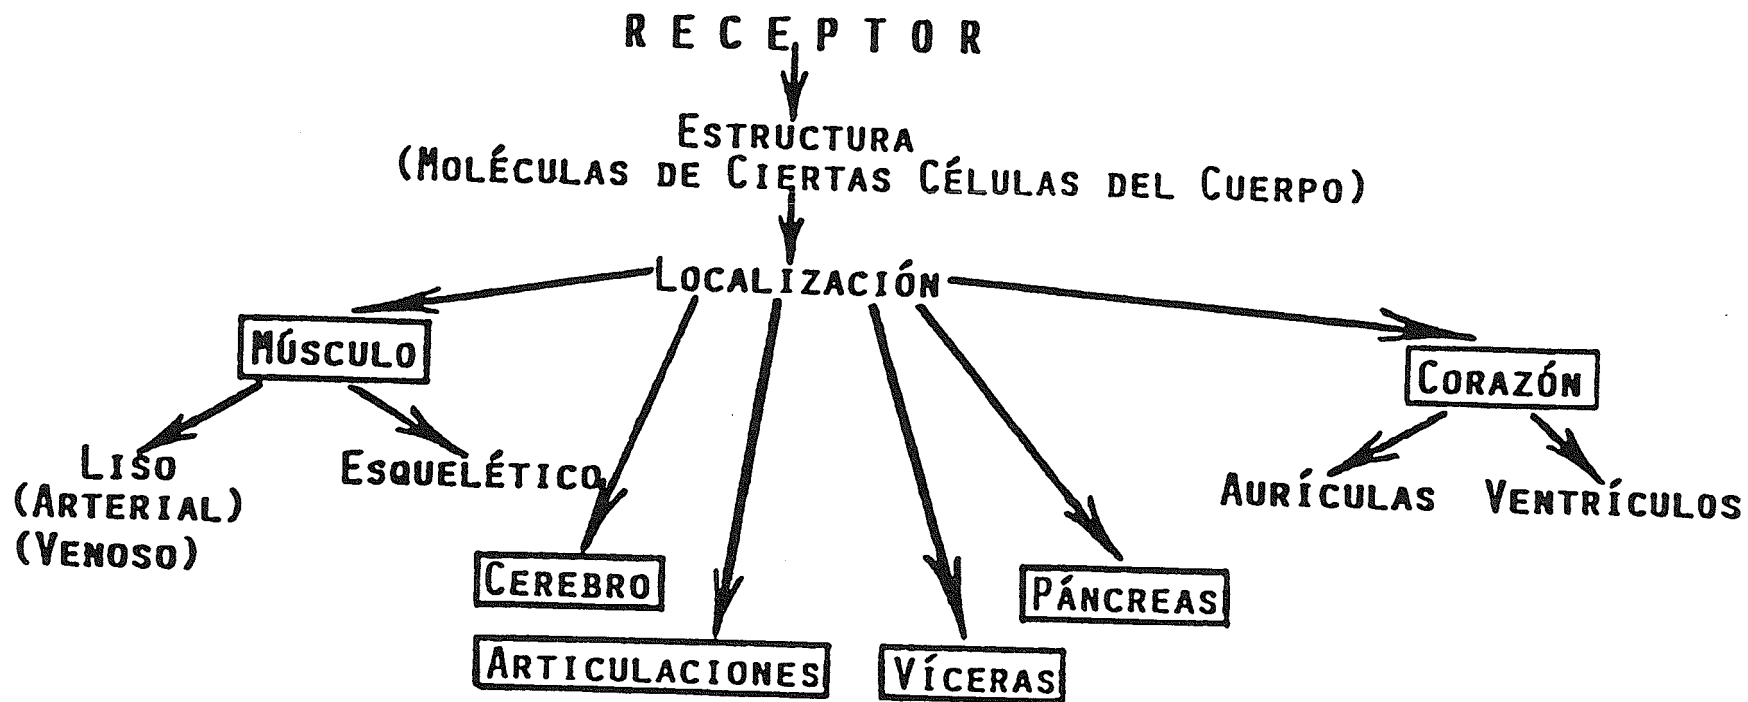 RECEPTOR
ESTRUCTURA
(MOLÉCULAS DE CIERTAS CÉLULAS DEL CUERPO)
LOCALIZACIÓN
MÚSCULO
CORAZÓN
LISO
(ARTERIAL)
(VENOSO)
ESQUELÉTICO
AURÍCULAS
VENTRÍCULOS
CEREBRO
PÁNCREAS
ARTICULACIONES
VÍCERAS